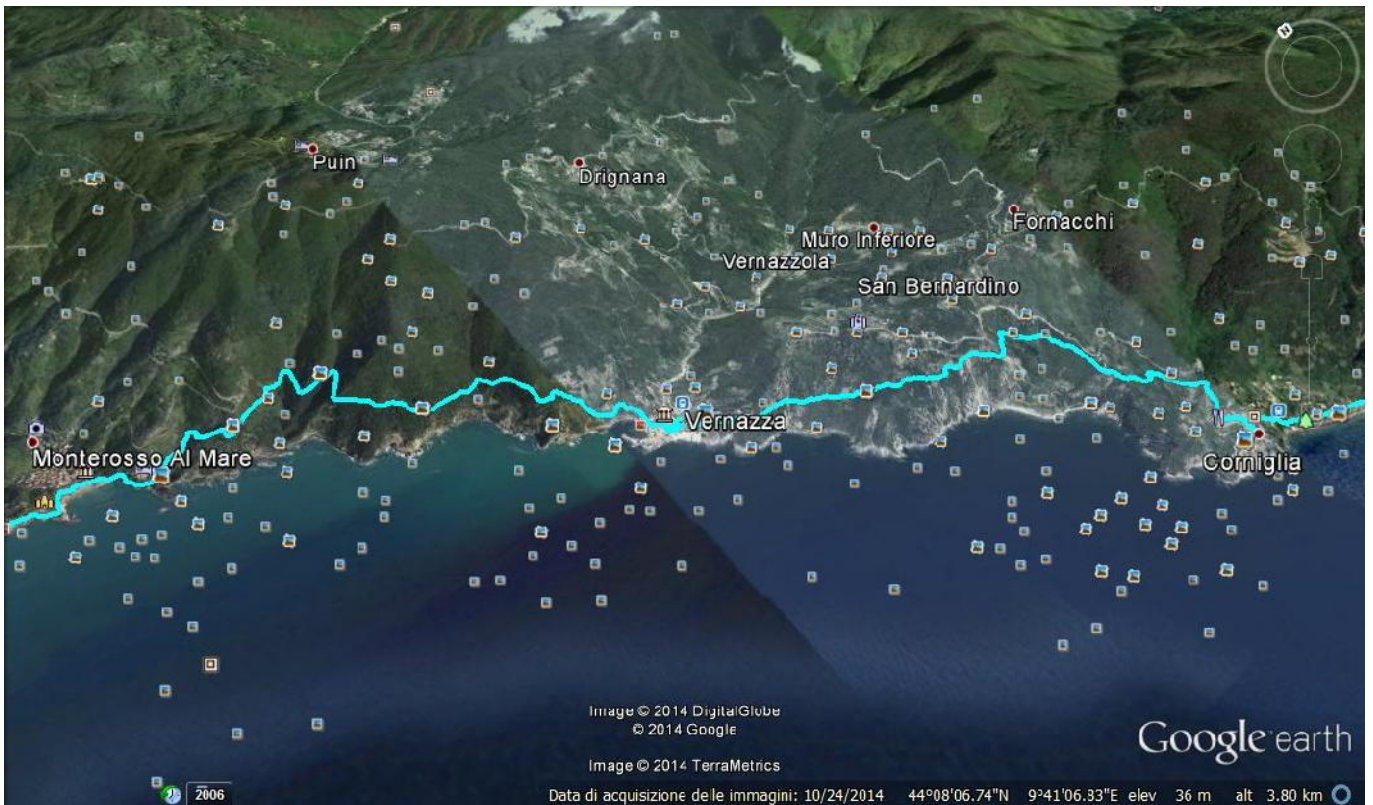 N
Puin
Drignana
Fornacchi
Muro Inferiore
Vernazzola
San Bernardino
Vernazza
Monterosso Al Mare
Corniglia
Image © 2014 DigitalGlobe
© 2014 Google
Image © 2014 TerraMetrics
Google earth
2006
Data di acquisizione delle immagini: 10/24/2014 44°08'06.74"N 9°41'06.83"E elev 36 m alt 3.80 km